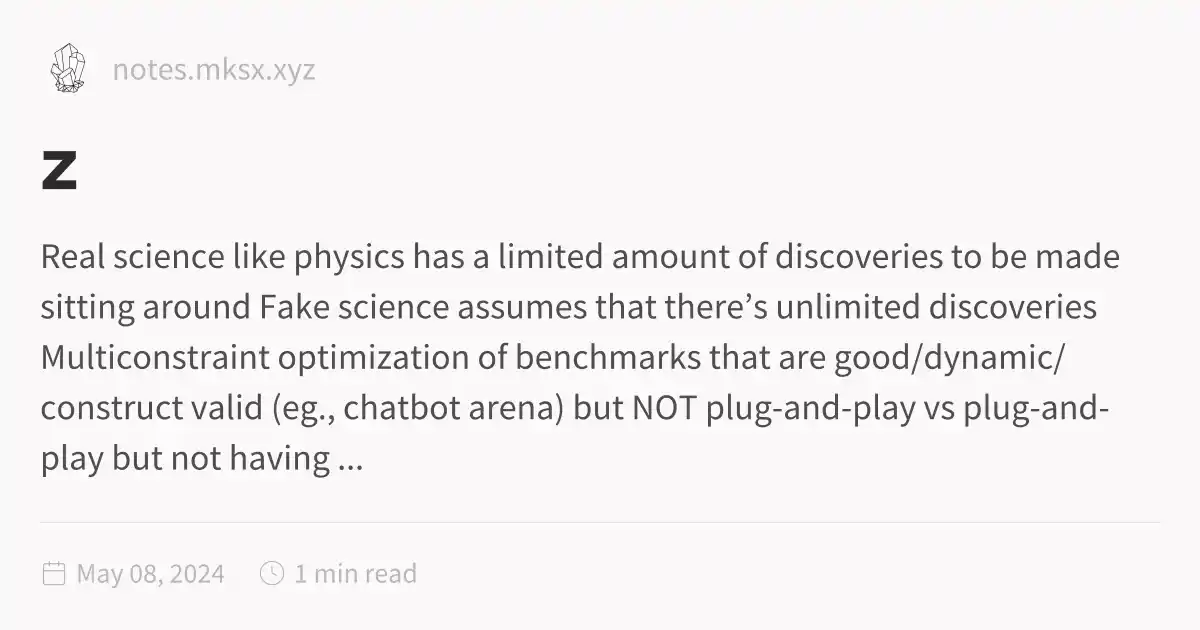 notes.mksx.xyz
z
Real science like physics has a limited amount of discoveries to be made
sitting around Fake science assumes that there’s unlimited discoveries
Multiconstraint optimization of benchmarks that are good/dynamic/
construct valid (eg., chatbot arena) but NOT plug-and-play vs plug-and-
play but not having ...
May 08, 2024 1 min read